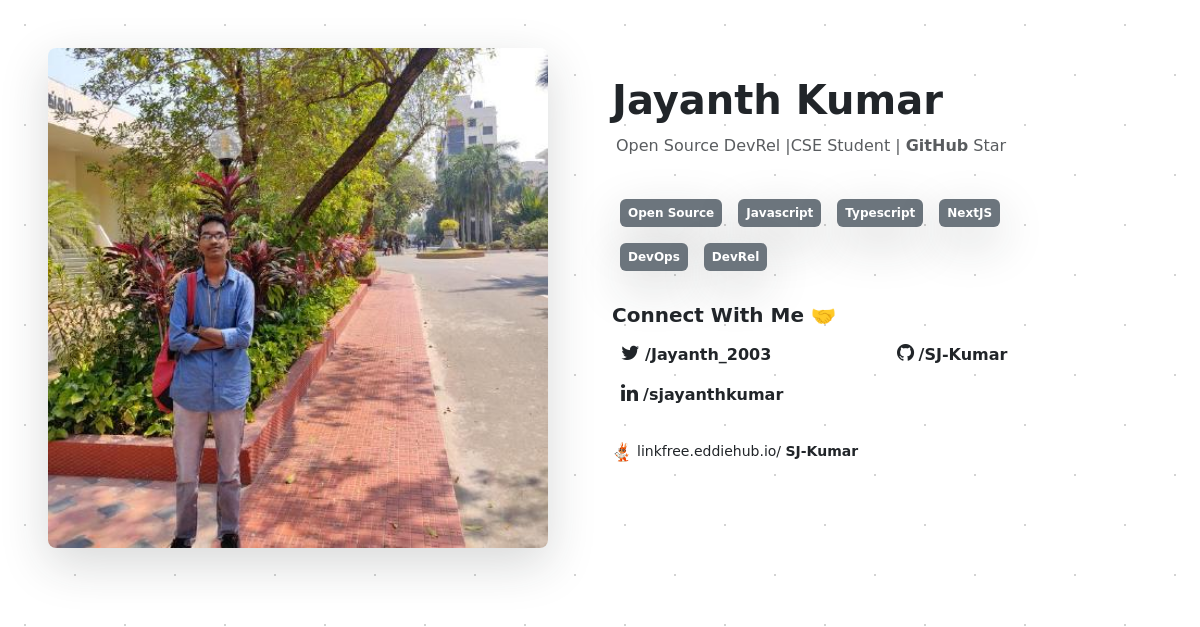 Jayanth Kumar
Open Source DevRel |CSE Student | GitHub Star
Open Source Javascript Typescript NextJS
DevOps DevRel
Connect With Me 🤝
/Jayanth_2003 /SJ-Kumar
/sjayanthkumar
linkfree.eddiehub.io/ SJ-Kumar